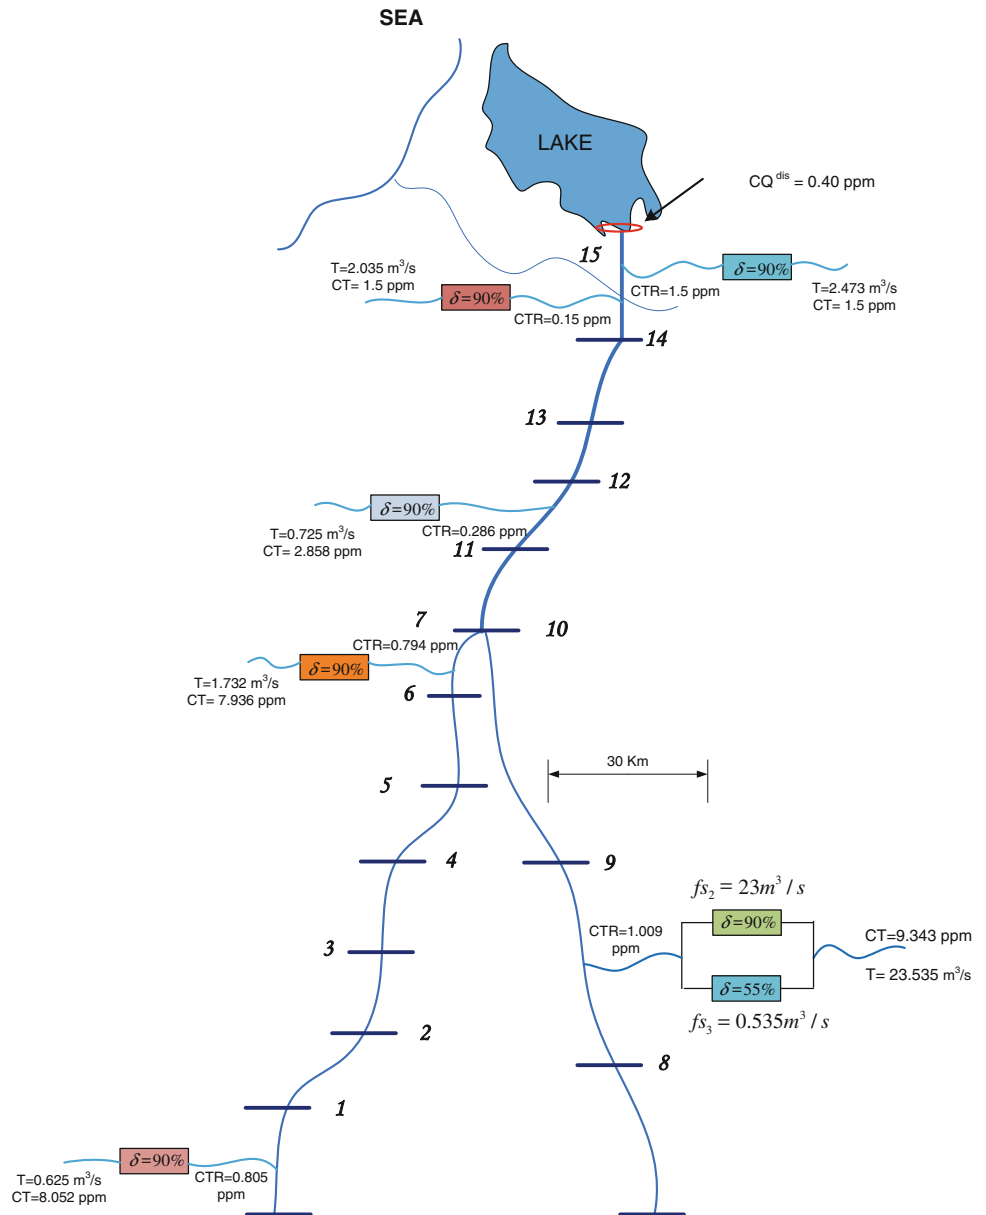 SEA
LAKE
CQ^dis = 0.40 ppm
15
T=2.035 m³/s
CT= 1.5 ppm
δ=90%
CTR=0.15 ppm
CTR=1.5 ppm
δ=90%
T=2.473 m³/s
CT= 1.5 ppm
14
13
12
δ=90%
CTR=0.286 ppm
T=0.725 m³/s
CT= 2.858 ppm
11
7
10
CTR=0.794 ppm
δ=90%
T=1.732 m³/s
CT= 7.936 ppm
6
30 Km
5
4
9
fs₂ = 23m³ / s
δ=90%
CTR=1.009
ppm
CT=9.343 ppm
T= 23.535 m³/s
δ=55%
fs₃ = 0.535m³ / s
3
2
8
1
δ=90%
T=0.625 m³/s
CT=8.052 ppm
CTR=0.805
ppm